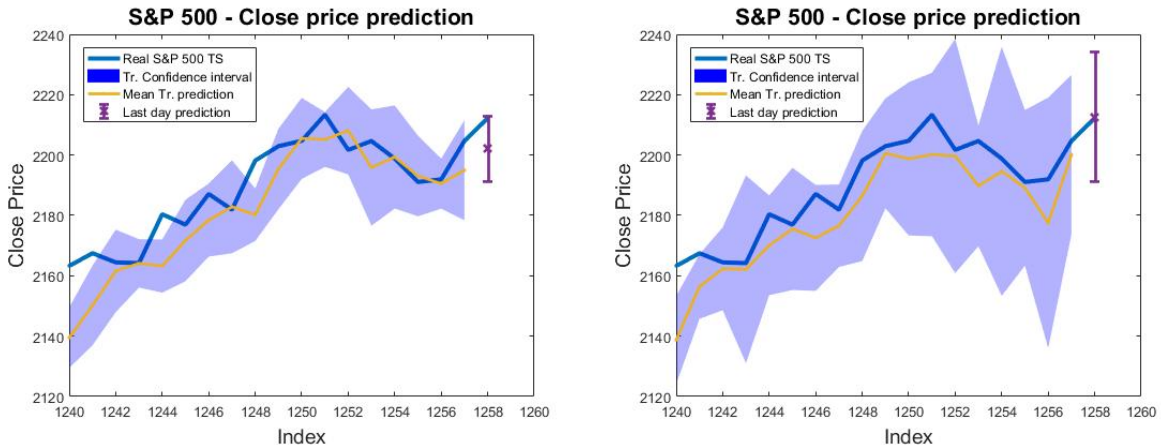 S&P 500 - Close price prediction
2240
2220
2200
2180
2160
2140
2120
Close Price
Real S&P 500 TS
Tr. Confidence interval
Mean Tr. prediction
Last day prediction
1240 1242 1244 1246 1248 1250 1252 1254 1256 1258 1260
Index
S&P 500 - Close price prediction
2240
2220
2200
2180
2160
2140
2120
Close Price
Real S&P 500 TS
Tr. Confidence interval
Mean Tr. prediction
Last day prediction
1240 1242 1244 1246 1248 1250 1252 1254 1256 1258 1260
Index